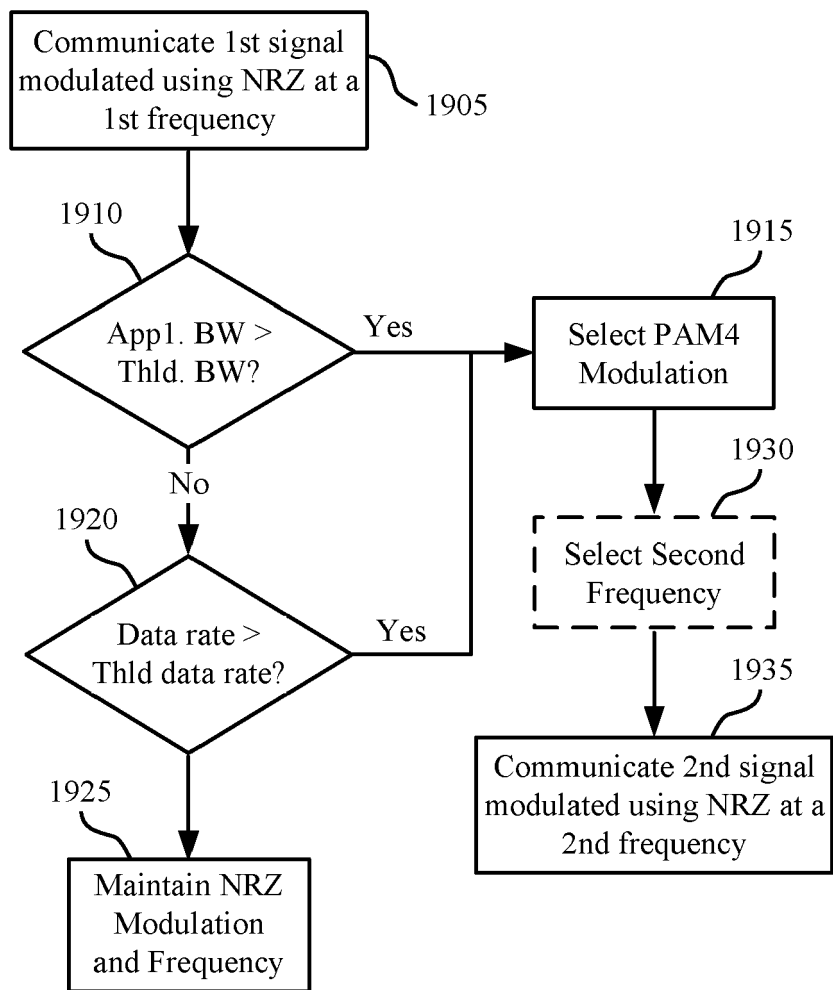 Communicate 1st signal
modulated using NRZ at a
1st frequency
1905
1910
App1. BW >
Thld. BW?
Yes
1915
Select PAM4
Modulation
No
1930
Select Second
Frequency
1920
Data rate >
Thld data rate?
Yes
1935
Communicate 2nd signal
modulated using NRZ at a
2nd frequency
1925
Maintain NRZ
Modulation
and Frequency